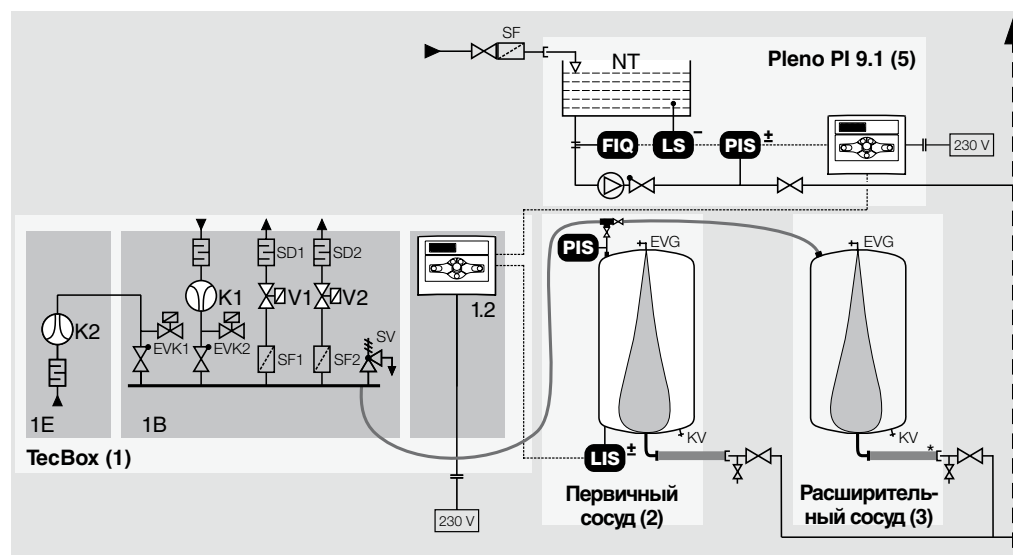 SF
NT
Pleno PI 9.1 (5)
FIQ
LS
–
PIS
±
230 V
PIS
EVG
EVG
SD1
SD2
K1
V1
V2
1.2
K2
EVK1
EVK2
SF1
SF2
SV
1E
1B
TecBox (1)
KV
KV
LIS
±
*
230 V
Первичный
сосуд (2)
Расширитель-
ный сосуд (3)